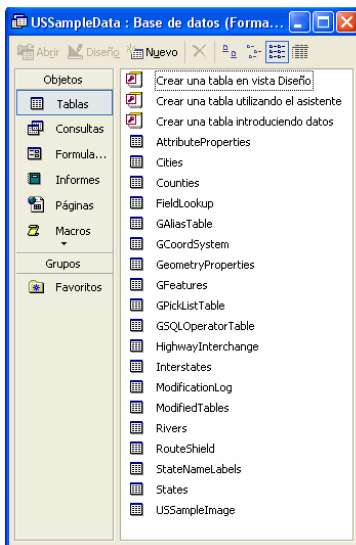 USSampleData : Base de datos (Forma...
Abrir Diseño Nuevo
Objetos
Tablas
Consultas
Formula...
Informes
Páginas
Macros
Grupos
Favoritos
Crear una tabla en vista Diseño
Crear una tabla utilizando el asistente
Crear una tabla introduciendo datos
AttributeProperties
Cities
Counties
FieldLookup
GAliasTable
GCoordSystem
GeometryProperties
GFeatures
GPickListTable
GSQLOperatorTable
HighwayInterchange
Interstates
ModificationLog
ModifiedTables
Rivers
RouteShield
StateNameLabels
States
USSampleImage